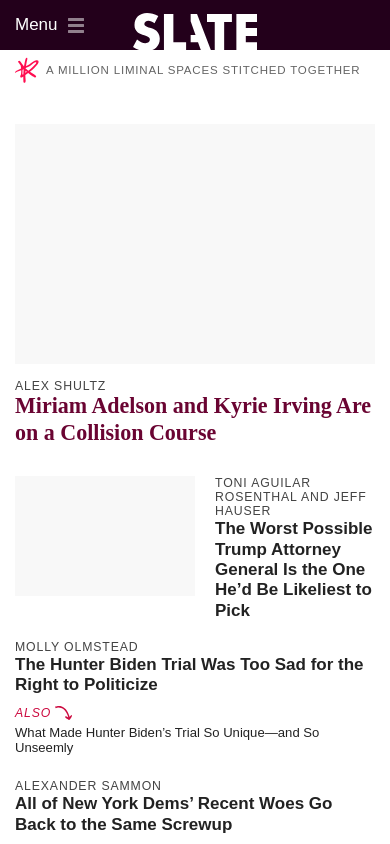 Menu
SLATE
A MILLION LIMINAL SPACES STITCHED TOGETHER
ALEX SHULTZ
Miriam Adelson and Kyrie Irving Are
on a Collision Course
TONI AGUILAR
ROSENTHAL AND JEFF
HAUSER
The Worst Possible
Trump Attorney
General Is the One
He’d Be Likeliest to
Pick
MOLLY OLMSTEAD
The Hunter Biden Trial Was Too Sad for the
Right to Politicize
ALSO
What Made Hunter Biden’s Trial So Unique—and So
Unseemly
ALEXANDER SAMMON
All of New York Dems’ Recent Woes Go
Back to the Same Screwup